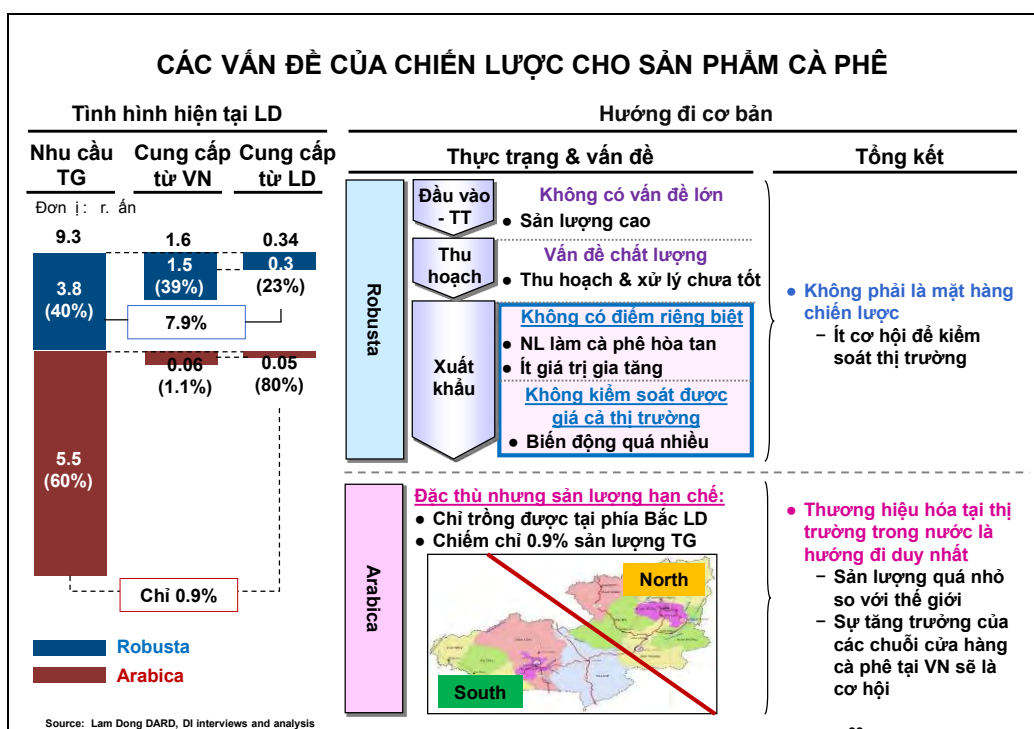 CÁC VẤN ĐỀ CỦA CHIẾN LƯỢC CHO SẢN PHẨM CÀ PHÊ
Tình hình hiện tại LD
Nhu cầu
TG
Cung cấp
từ VN
Cung cấp
từ LD
Đơn ị: r. ấn
9.3
1.6
0.34
3.8
(40%)
1.5
(39%)
0.3
(23%)
7.9%
0.06
(1.1%)
0.05
(80%)
5.5
(60%)
Chỉ 0.9%
Robusta
Arabica
Source: Lam Dong DARD, DI interviews and analysis
Hướng đi cơ bản
Thực trạng & vấn đề
Tổng kết
Robusta
Đầu vào
- TT
Không có vấn đề lớn
● Sản lượng cao
Thu
hoạch
Vấn đề chất lượng
● Thu hoạch & xử lý chưa tốt
Xuất
khẩu
Không có điểm riêng biệt
● NL làm cà phê hòa tan
● Ít giá trị gia tăng
Không kiểm soát được
giá cả thị trường
● Biến động quá nhiều
● Không phải là mặt hàng
chiến lược
− Ít cơ hội để kiểm
soát thị trường
Arabica
Đặc thù nhưng sản lượng hạn chế:
● Chỉ trồng được tại phía Bắc LD
● Chiếm chỉ 0.9% sản lượng TG
North
South
● Thương hiệu hóa tại thị
trường trong nước là
hướng đi duy nhất
− Sản lượng quá nhỏ
so với thế giới
− Sự tăng trưởng của
các chuỗi cửa hàng
cà phê tại VN sẽ là
cơ hội